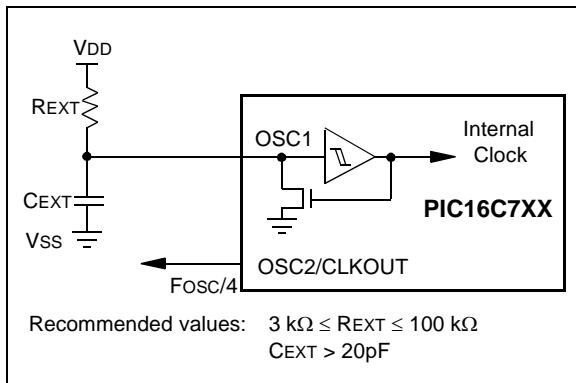 VDD
REXT
OSC1
Internal
Clock
CEXT
PIC16C7XX
VSS
OSC2/CLKOUT
FOSC/4
Recommended values: 3 kΩ ≤ REXT ≤ 100 kΩ
CEXT > 20pF